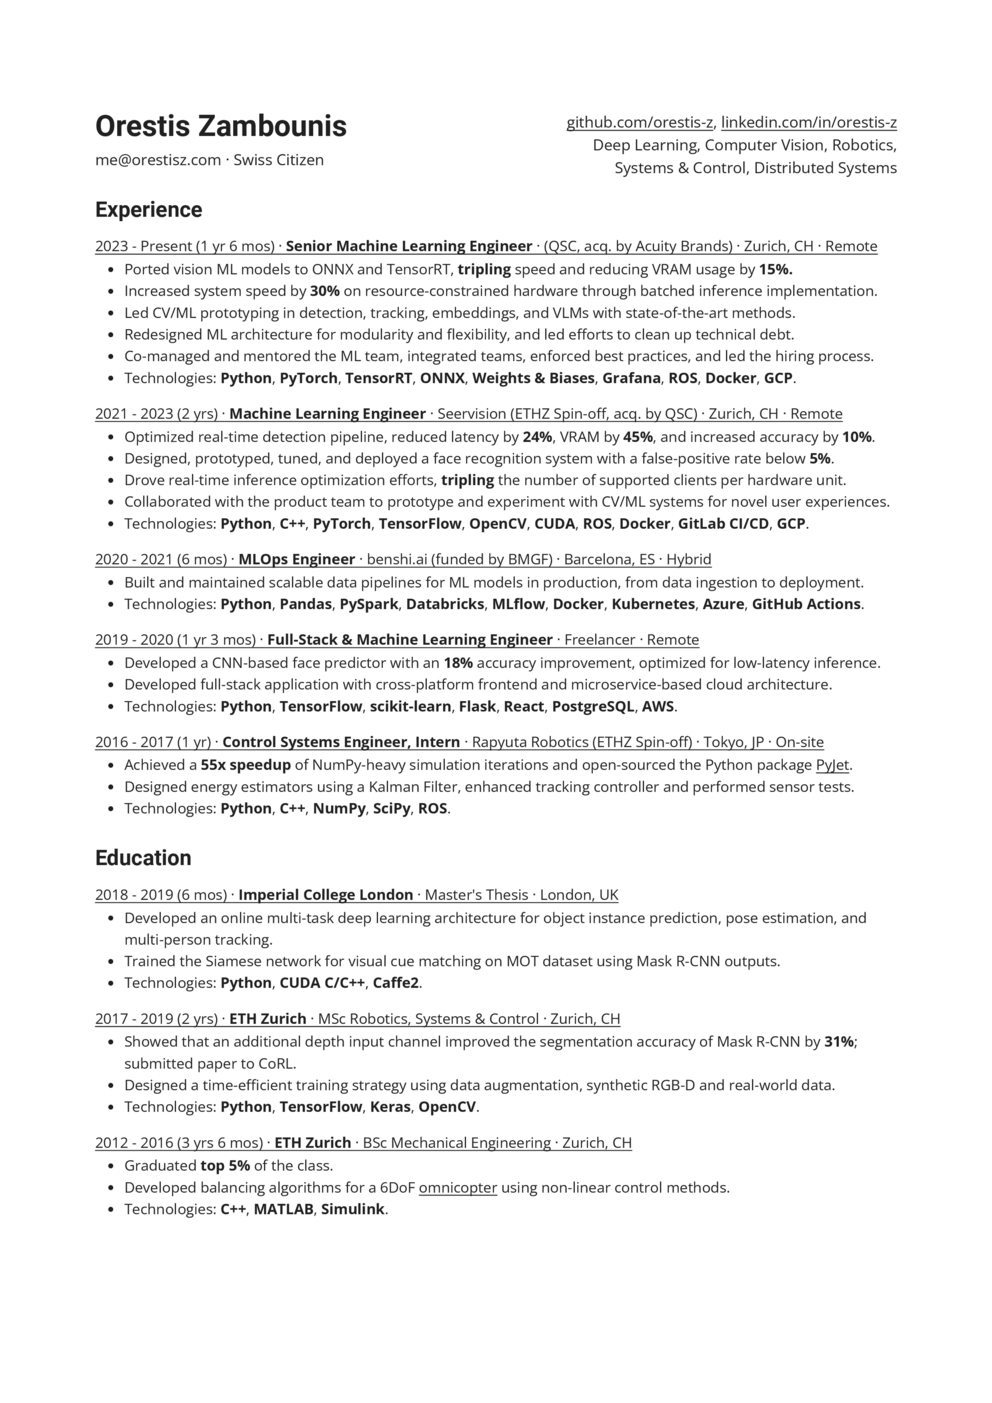 Orestis Zambounis
me@orestisz.com · Swiss Citizen
github.com/orestis-z, linkedin.com/in/orestis-z
Deep Learning, Computer Vision, Robotics,
Systems & Control, Distributed Systems
Experience
2023 - Present (1 yr 6 mos) · Senior Machine Learning Engineer · (QSC, acq. by Acuity Brands) · Zurich, CH · Remote
• Ported vision ML models to ONNX and TensorRT, tripling speed and reducing VRAM usage by 15%.
• Increased system speed by 30% on resource-constrained hardware through batched inference implementation.
• Led CV/ML prototyping in detection, tracking, embeddings, and VLMs with state-of-the-art methods.
• Redesigned ML architecture for modularity and flexibility, and led efforts to clean up technical debt.
• Co-managed and mentored the ML team, integrated teams, enforced best practices, and led the hiring process.
• Technologies: Python, PyTorch, TensorRT, ONNX, Weights & Biases, Grafana, ROS, Docker, GCP.
2021 - 2023 (2 yrs) · Machine Learning Engineer · Seervision (ETHZ Spin-off, acq. by QSC) · Zurich, CH · Remote
• Optimized real-time detection pipeline, reduced latency by 24%, VRAM by 45%, and increased accuracy by 10%.
• Designed, prototyped, tuned, and deployed a face recognition system with a false-positive rate below 5%.
• Drove real-time inference optimization efforts, tripling the number of supported clients per hardware unit.
• Collaborated with the product team to prototype and experiment with CV/ML systems for novel user experiences.
• Technologies: Python, C++, PyTorch, TensorFlow, OpenCV, CUDA, ROS, Docker, GitLab CI/CD, GCP.
2020 - 2021 (6 mos) · MLOps Engineer · benshi.ai (funded by BMGF) · Barcelona, ES · Hybrid
• Built and maintained scalable data pipelines for ML models in production, from data ingestion to deployment.
• Technologies: Python, Pandas, PySpark, Databricks, MLflow, Docker, Kubernetes, Azure, GitHub Actions.
2019 - 2020 (1 yr 3 mos) · Full-Stack & Machine Learning Engineer · Freelancer · Remote
• Developed a CNN-based face predictor with an 18% accuracy improvement, optimized for low-latency inference.
• Developed full-stack application with cross-platform frontend and microservice-based cloud architecture.
• Technologies: Python, TensorFlow, scikit-learn, Flask, React, PostgreSQL, AWS.
2016 - 2017 (1 yr) · Control Systems Engineer, Intern · Rapyuta Robotics (ETHZ Spin-off) · Tokyo, JP · On-site
• Achieved a 55x speedup of NumPy-heavy simulation iterations and open-sourced the Python package PyJet.
• Designed energy estimators using a Kalman Filter, enhanced tracking controller and performed sensor tests.
• Technologies: Python, C++, NumPy, SciPy, ROS.
Education
2018 - 2019 (6 mos) · Imperial College London · Master's Thesis · London, UK
• Developed an online multi-task deep learning architecture for object instance prediction, pose estimation, and
multi-person tracking.
• Trained the Siamese network for visual cue matching on MOT dataset using Mask R-CNN outputs.
• Technologies: Python, CUDA C/C++, Caffe2.
2017 - 2019 (2 yrs) · ETH Zurich · MSc Robotics, Systems & Control · Zurich, CH
• Showed that an additional depth input channel improved the segmentation accuracy of Mask R-CNN by 31%;
submitted paper to CoRL.
• Designed a time-efficient training strategy using data augmentation, synthetic RGB-D and real-world data.
• Technologies: Python, TensorFlow, Keras, OpenCV.
2012 - 2016 (3 yrs 6 mos) · ETH Zurich · BSc Mechanical Engineering · Zurich, CH
• Graduated top 5% of the class.
• Developed balancing algorithms for a 6DoF omnicopter using non-linear control methods.
• Technologies: C++, MATLAB, Simulink.